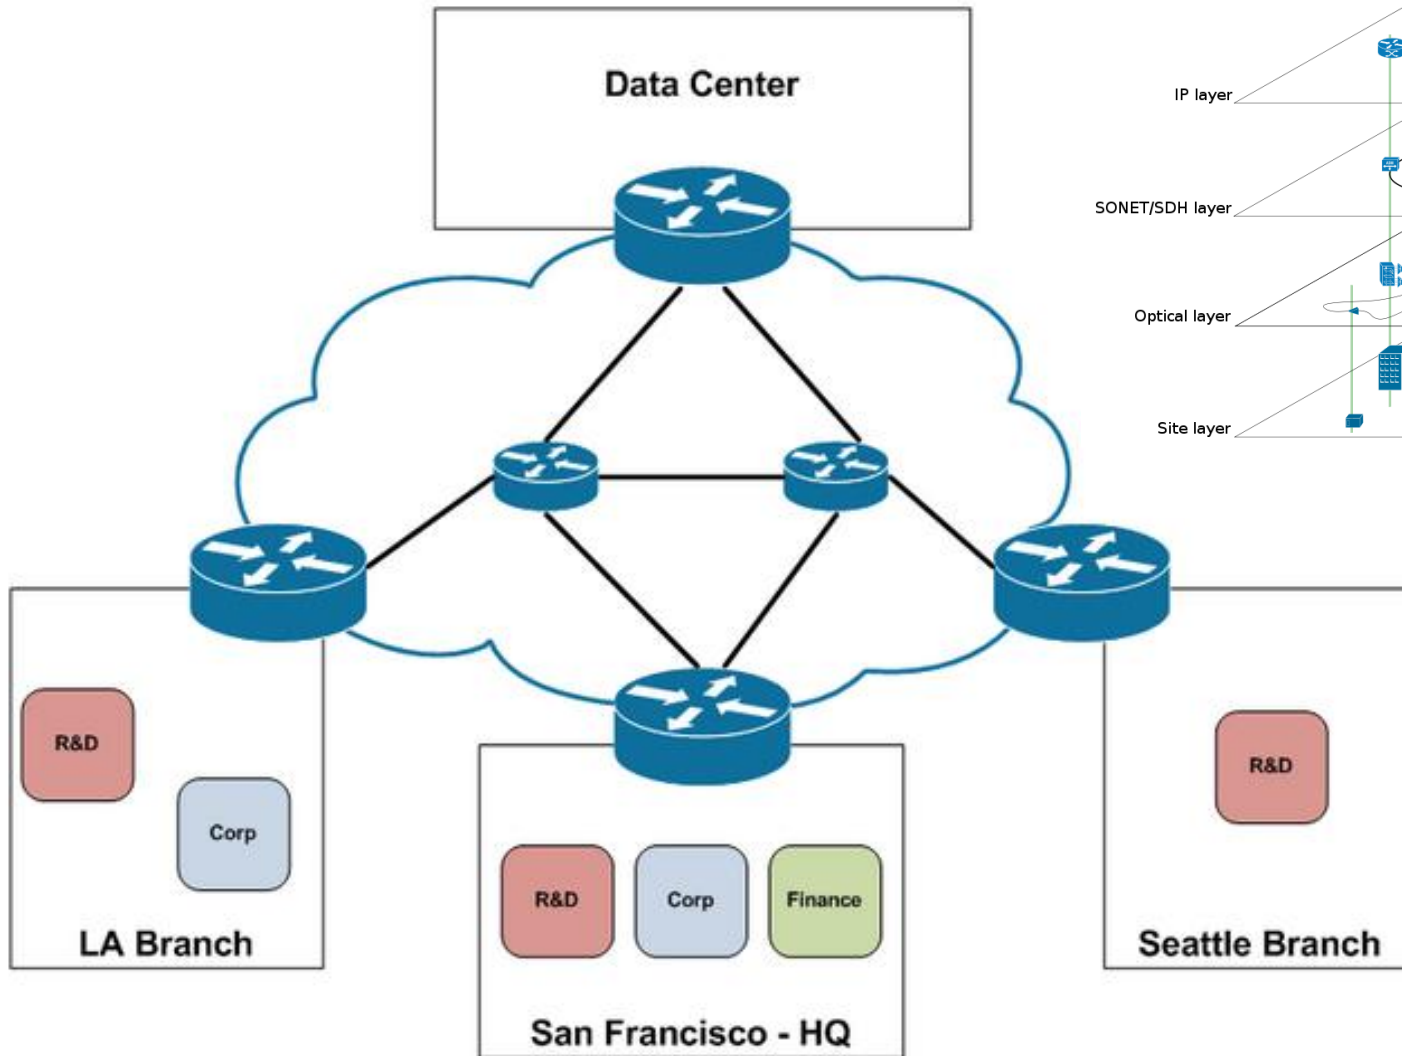 Data Center
IP layer
SONET/SDH layer
Optical layer
Site layer
R&D
Corp
LA Branch
R&D
Corp
Finance
San Francisco - HQ
R&D
Seattle Branch